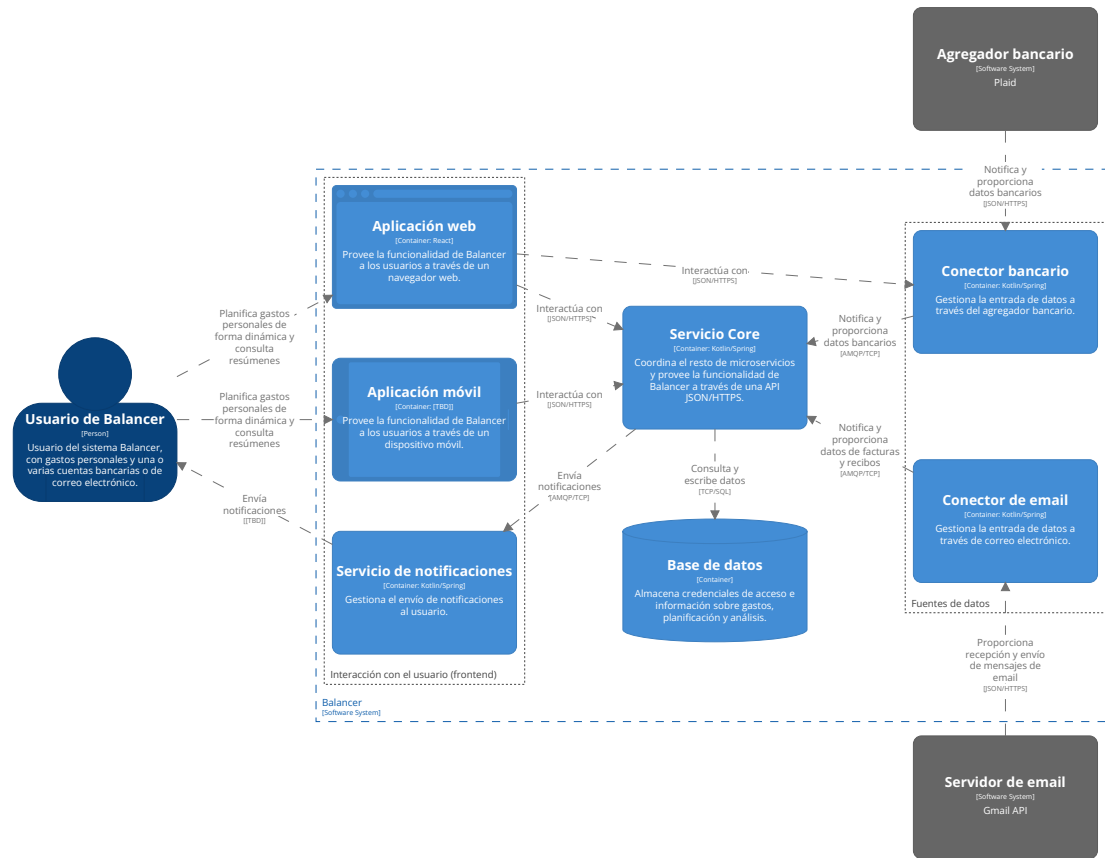 Agregador bancario
[Software System]
Plaid
Notifica y
proporciona
datos bancarios
[JSON/HTTPS]
Aplicación web
[Container: React]
Provee la funcionalidad de Balancer
a los usuarios a través de un
navegador web.
Interactúa con
[JSON/HTTPS]
Conector bancario
[Container: Kotlin/Spring]
Gestiona la entrada de datos a
través del agregador bancario.
Interactúa con
[JSON/HTTPS]
Planifica gastos
personales de
forma dinámica y
consulta
resúmenes
Servicio Core
[Container: Kotlin/Spring]
Coordina el resto de microservicios
y provee la funcionalidad de
Balancer a través de una API
JSON/HTTPS.
Notifica y
proporciona
datos bancarios
[AMQP/TCP]
Aplicación móvil
[Container: [TBD]]
Provee la funcionalidad de Balancer
a los usuarios a través de un
dispositivo móvil.
Interactúa con
[JSON/HTTPS]
Usuario de Balancer
[Person]
Usuario del sistema Balancer,
con gastos personales y una o
varias cuentas bancarias o de
correo electrónico.
Planifica gastos
personales de
forma dinámica y
consulta
resúmenes
Notifica y
proporciona
datos de facturas
y recibos
[AMQP/TCP]
Envía
notificaciones
[[TBD]]
Envía
notificaciones
[AMQP/TCP]
Consulta y
escribe datos
[TCP/SQL]
Conector de email
[Container: Kotlin/Spring]
Gestiona la entrada de datos a
través de correo electrónico.
Servicio de notificaciones
[Container: Kotlin/Spring]
Gestiona el envío de notificaciones
al usuario.
Base de datos
[Container]
Almacena credenciales de acceso e
información sobre gastos,
planificación y análisis.
Fuentes de datos
Proporciona
recepción y envío
de mensajes de
email
[JSON/HTTPS]
Interacción con el usuario (frontend)
Balancer
[Software System]
Servidor de email
[Software System]
Gmail API